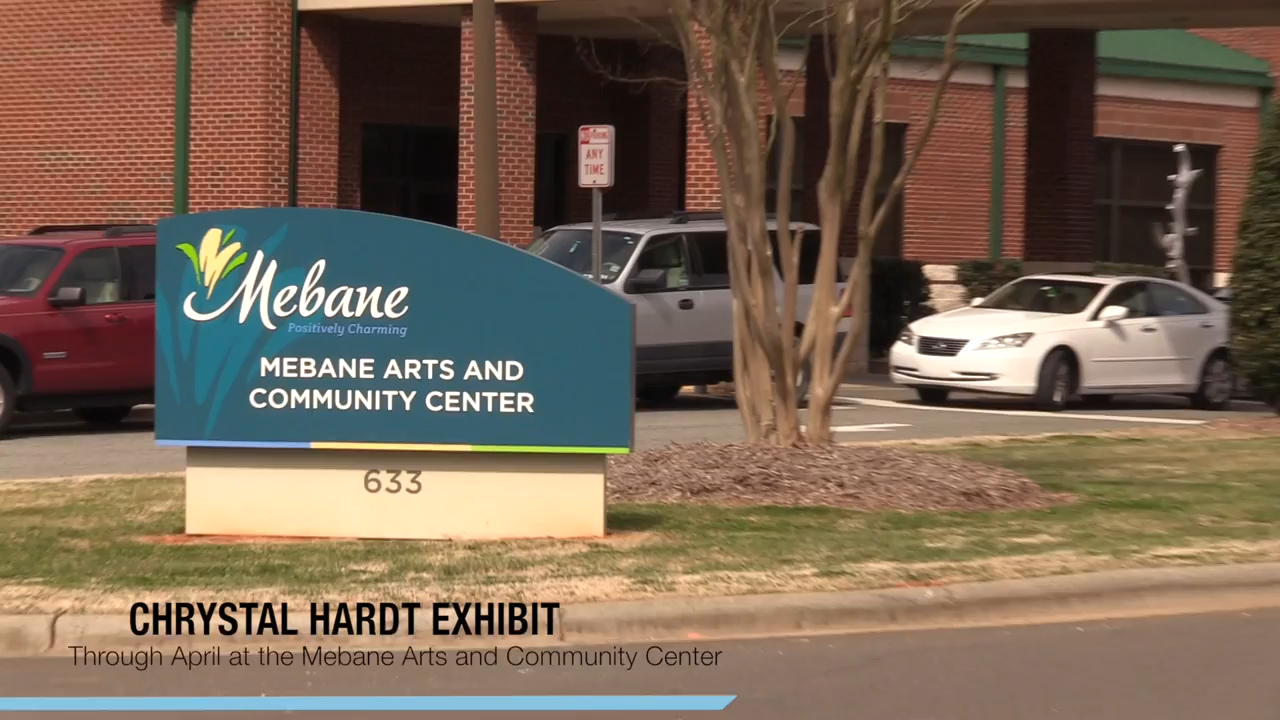 ANY
TIME
Mebane
Positively Charming
MEBANE ARTS AND
COMMUNITY CENTER
633
CHRYSTAL HARDT EXHIBIT
Through April at the Mebane Arts and Community Center